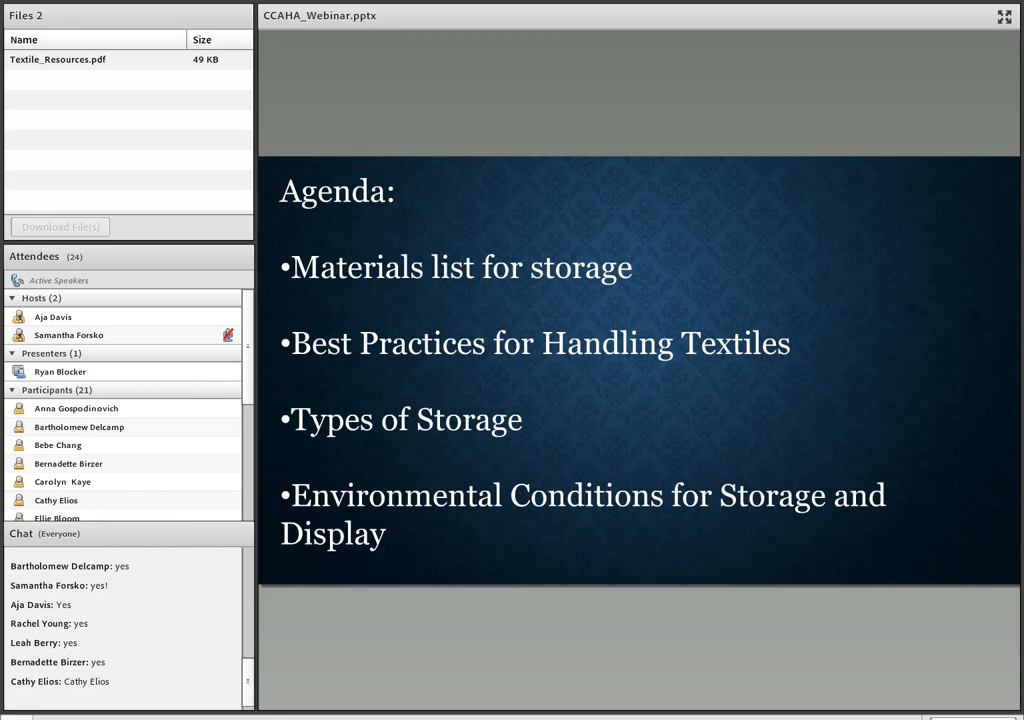 Files 2
Name Size
Textile_Resources.pdf 49 KB
Download File(s)
Attendees (24)
Active Speakers
Hosts (2)
Aja Davis
Samantha Forsko
Presenters (1)
Ryan Blocker
Participants (21)
Anna Gospodinovich
Bartholomew Delcamp
Bebe Chang
Bernadette Birzer
Carolyn Kaye
Cathy Elios
Ellie Bloom
Chat (Everyone)
Bartholomew Delcamp: yes
Samantha Forsko: yes!
Aja Davis: Yes
Rachel Young: yes
Leah Berry: yes
Bernadette Birzer: yes
Cathy Elios: Cathy Elios
CCAHA_Webinar.pptx
Agenda:
•Materials list for storage
•Best Practices for Handling Textiles
•Types of Storage
•Environmental Conditions for Storage and
Display